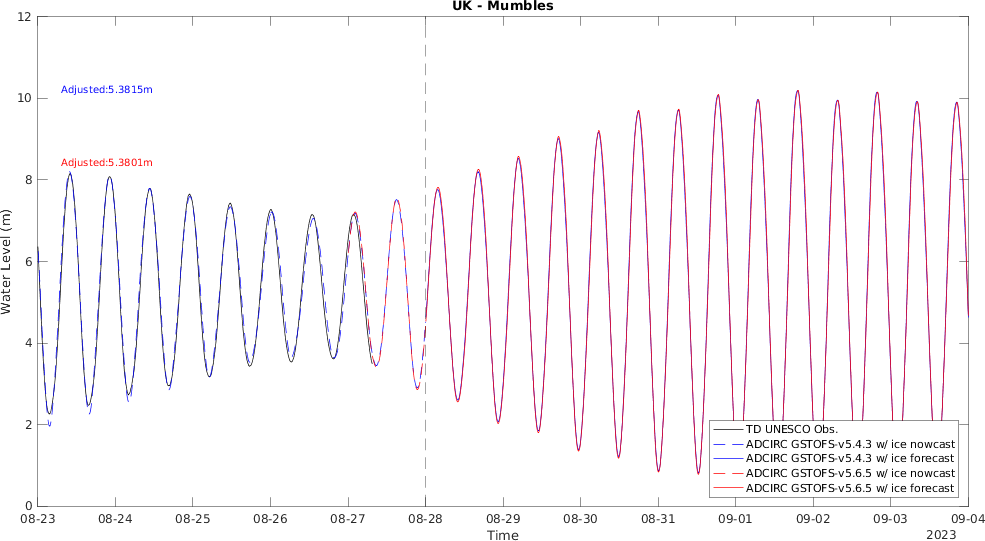 UK - Mumbles
12
10
8
6
4
2
0
Water Level (m)
Adjusted:5.3815m
Adjusted:5.3801m
TD UNESCO Obs.
ADCIRC GSTOFS-v5.4.3 w/ ice nowcast
ADCIRC GSTOFS-v5.4.3 w/ ice forecast
ADCIRC GSTOFS-v5.6.5 w/ ice nowcast
ADCIRC GSTOFS-v5.6.5 w/ ice forecast
08-23 08-24 08-25 08-26 08-27 08-28 08-29 08-30 08-31 09-01 09-02 09-03 09-04
Time
2023